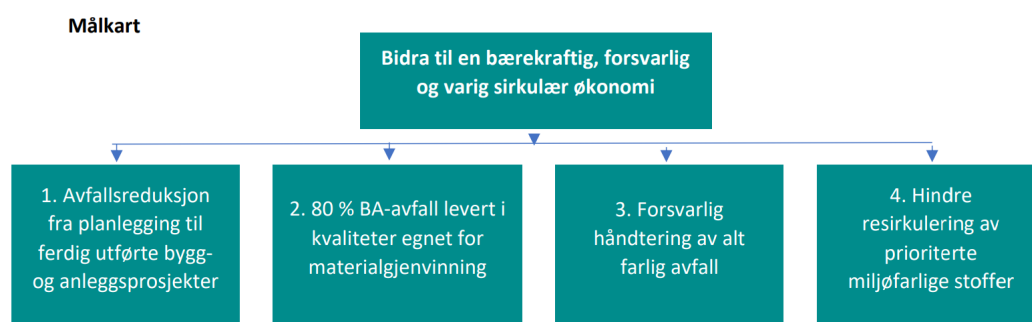 Målkart
Bidra til en bærekraftig, forsvarlig
og varig sirkulær økonomi
1. Avfallsreduksjon
fra planlegging til
ferdig utførte bygg-
og anleggsprosjekter
2. 80 % BA-avfall levert i
kvaliteter egnet for
materialgjenvinning
3. Forsvarlig
håndtering av alt
farlig avfall
4. Hindre
resirkulering av
prioriterte
miljøfarlige stoffer